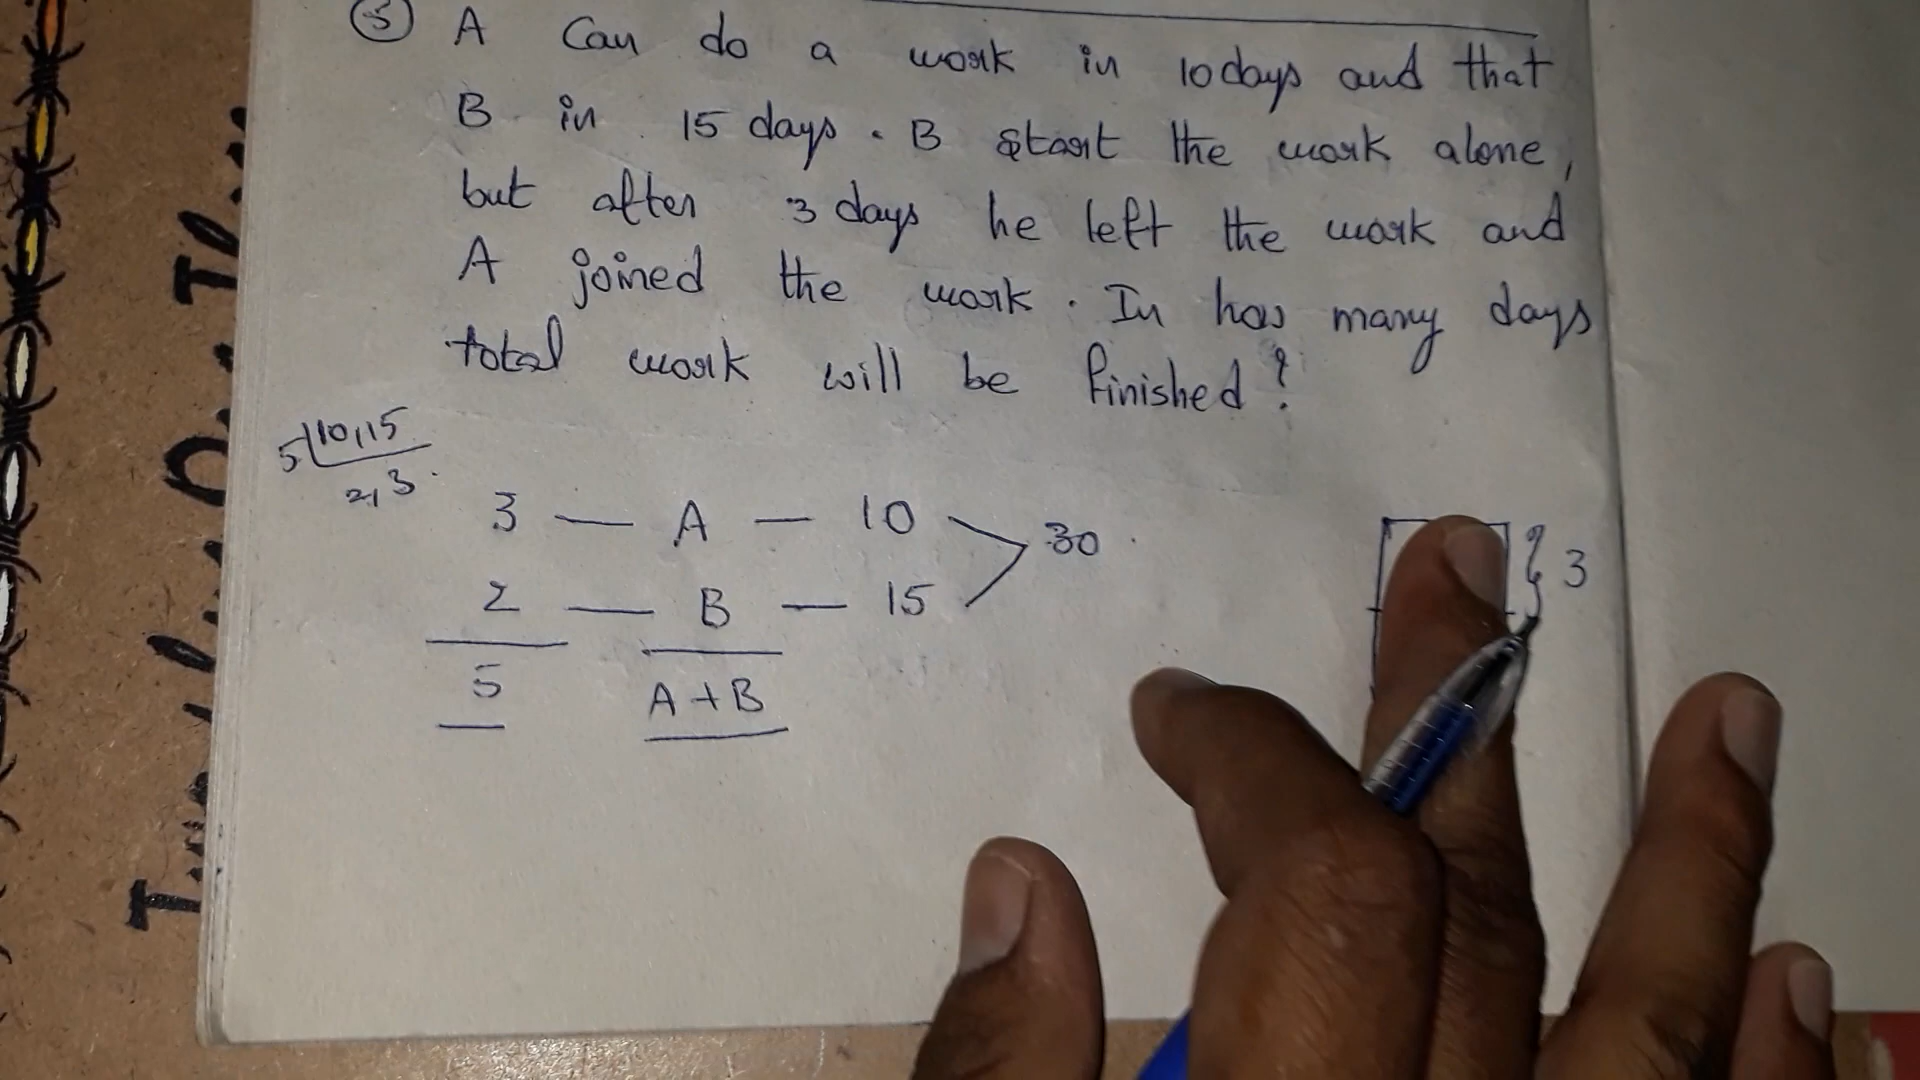 5 A Can do a work in 10 days and that
B in 15 days. B start the work alone,
but after 3 days he left the work and
A joined the work. In how many days
total work will be finished?
5 10,15
2,3
3 — A — 10
30
2 — B — 15
5 A+B
3